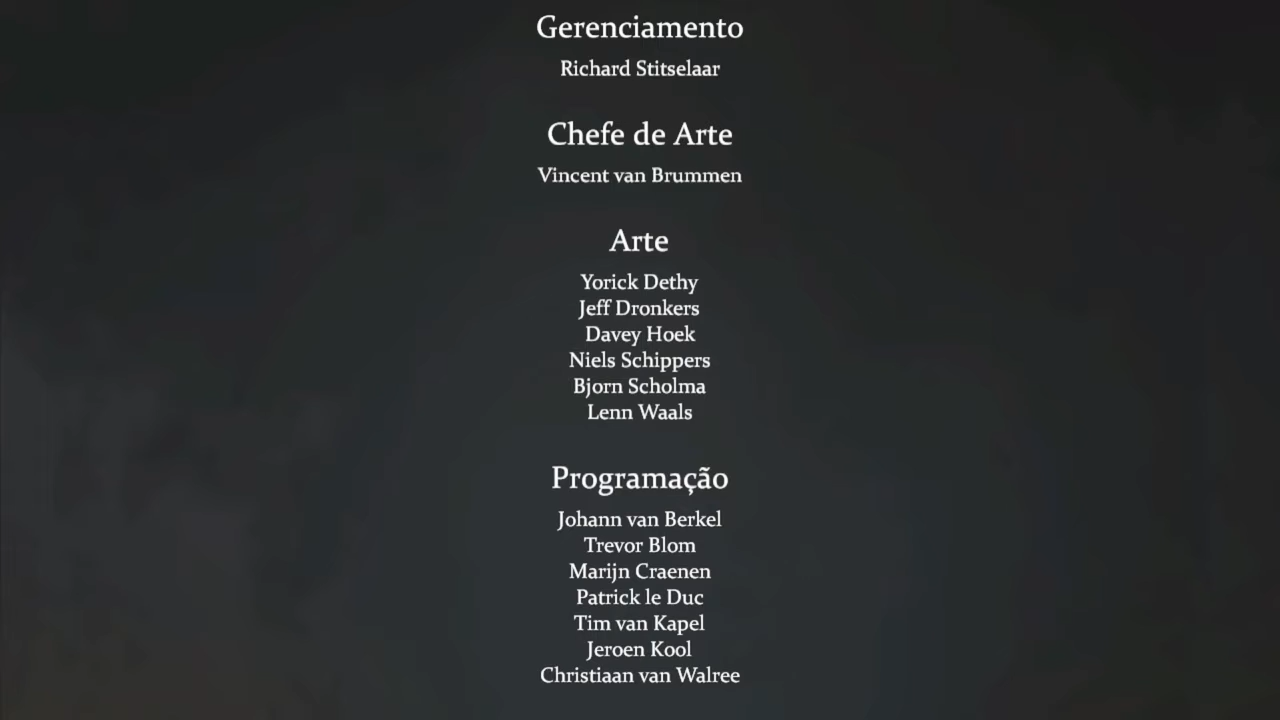 Gerenciamento
Richard Stitselaar
Chefe de Arte
Vincent van Brummen
Arte
Yorick Dethy
Jeff Dronkers
Davey Hoek
Niels Schippers
Bjorn Scholma
Lenn Waals
Programação
Johann van Berkel
Trevor Blom
Marijn Craenen
Patrick le Duc
Tim van Kapel
Jeroen Kool
Christiaan van Walree